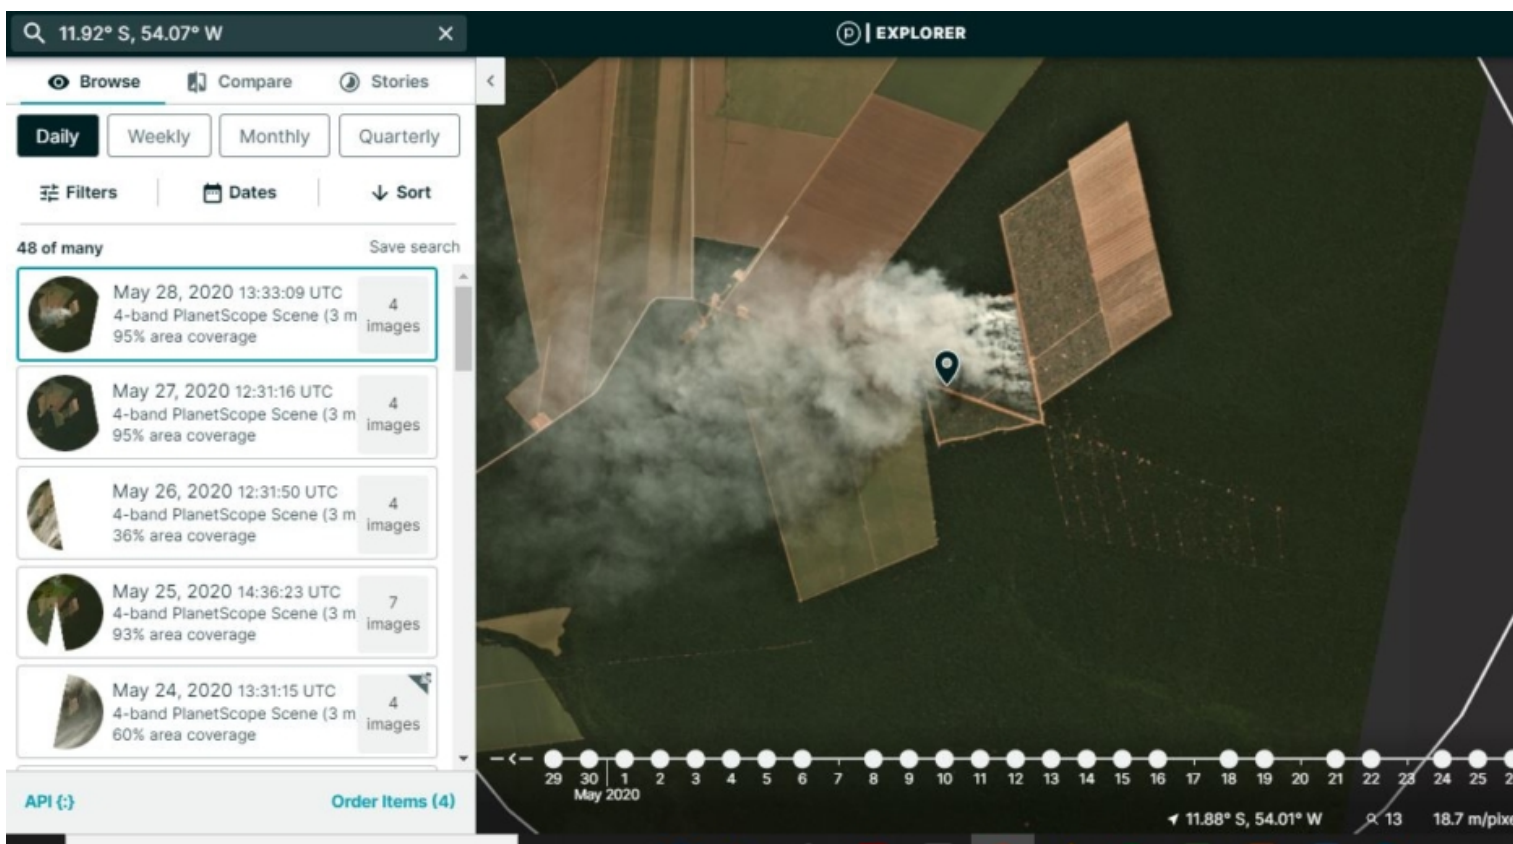 11.92° S, 54.07° W
EXPLORER
Browse
Compare
Stories
Daily
Weekly
Monthly
Quarterly
Filters
Dates
Sort
48 of many
Save search
May 28, 2020 13:33:09 UTC
4-band PlanetScope Scene (3 m
95% area coverage
4
images
May 27, 2020 12:31:16 UTC
4-band PlanetScope Scene (3 m
95% area coverage
4
images
May 26, 2020 12:31:50 UTC
4-band PlanetScope Scene (3 m
36% area coverage
4
images
May 25, 2020 14:36:23 UTC
4-band PlanetScope Scene (3 m
93% area coverage
7
images
May 24, 2020 13:31:15 UTC
4-band PlanetScope Scene (3 m
60% area coverage
4
images
29 30 1 2 3 4 5 6 7 8 9 10 11 12 13 14 15 16 17 18 19 20 21 22 23 24 25 2
May 2020
API {:}
Order Items (4)
11.88° S, 54.01° W
13
18.7 m/pixe